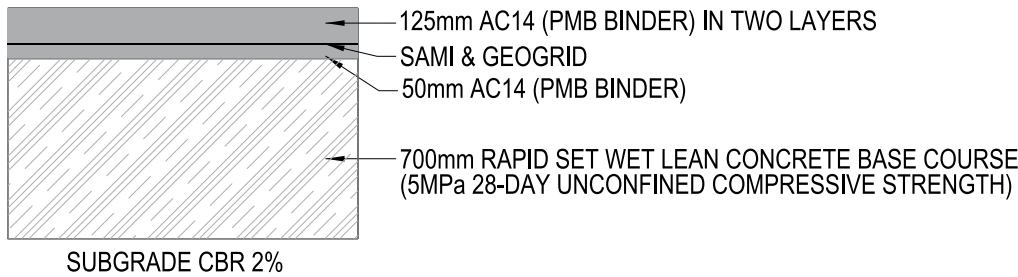 125mm AC14 (PMB BINDER) IN TWO LAYERS
SAMI & GEOGRID
50mm AC14 (PMB BINDER)
700mm RAPID SET WET LEAN CONCRETE BASE COURSE
(5MPa 28-DAY UNCONFINED COMPRESSIVE STRENGTH)
SUBGRADE CBR 2%